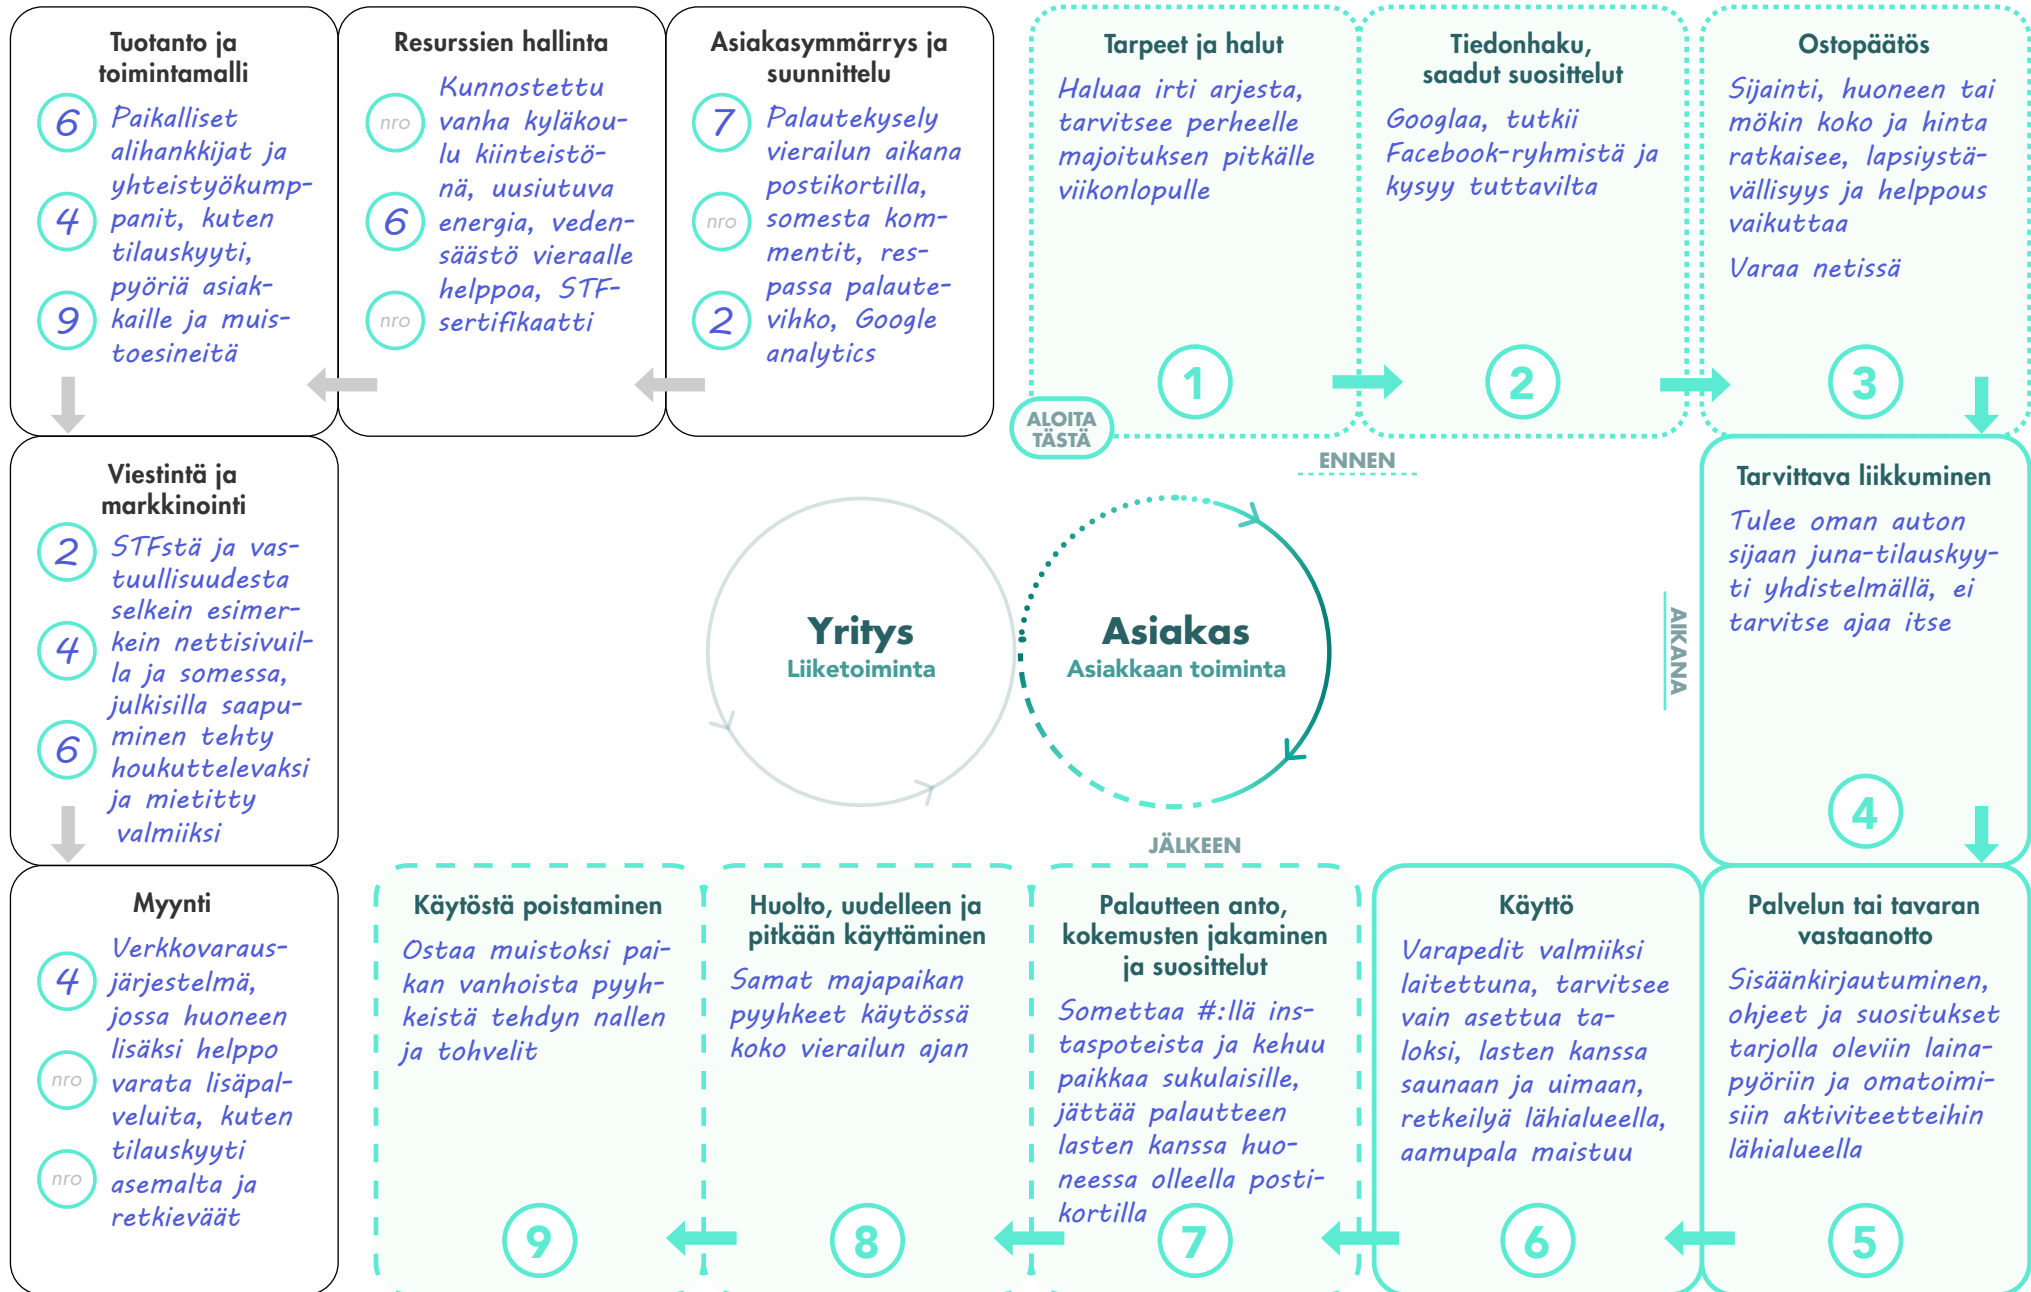 Tuotanto ja
toimintamalli
6
4
9
Paikalliset
alihankkijat ja
yhteistyökump-
panit, kuten
tilauskyyti,
pyöriä asiak-
kaille ja muis-
toesineitä
Resurssien hallinta
nro
6
nro
Kunnostettu
vanha kyläkou-
lu kiinteistö-
nä, uusiutuva
energia, veden-
säästö vieraalle
helppoa, STF-
sertifikaatti
Asiakasymmärrys ja
suunnittelu
7
nro
2
Palautekysely
vierailun aikana
postikortilla,
somesta kom-
mentit, res-
passa palaute-
vihko, Google
analytics
Tarpeet ja halut
Haluaa irti arjesta,
tarvitsee perheelle
majoituksen pitkälle
viikonlopulle
1
ALOITA
TÄSTÄ
Tiedonhaku,
saadut suosittelut
Googlaa, tutkii
Facebook-ryhmistä ja
kysyy tuttavilta
2
Ostopäätös
Sijainti, huoneen tai
mökin koko ja hinta
ratkaisee, lapsiystä-
vällisyys ja helppous
vaikuttaa
Varaa netissä
3
ENNEN
Viestintä ja
markkinointi
2
4
6
STFstä ja vas-
tuullisuudesta
selkein esimer-
kein nettisivuil-
la ja somessa,
julkisilla saapu-
minen tehty
houkuttelevaksi
ja mietitty
valmiiksi
Yritys
Liiketoiminta
Asiakas
Asiakkaan toiminta
AIKANA
Tarvittava liikkuminen
Tulee oman auton
sijaan juna-tilauskyy-
ti yhdistelmällä, ei
tarvitse ajaa itse
4
JÄLKEEN
Myynti
4
nro
nro
Verkkovaraus-
järjestelmä,
jossa huoneen
lisäksi helppo
varata lisäpal-
veluita, kuten
tilauskyyti
asemalta ja
retkieväät
Käytöstä poistaminen
Ostaa muistoksi pai-
kan vanhoista pyyh-
keistä tehdyn nallen
ja tohvelit
9
Huolto, uudelleen ja
pitkään käyttäminen
Samat majapaikan
pyyhkeet käytössä
koko vierailun ajan
8
Palautteen anto,
kokemusten jakaminen
ja suosittelut
Somettaa #:llä ins-
taspoteista ja kehuu
paikkaa sukulaisille,
jättää palautteen
lasten kanssa huo-
neessa olleella posti-
kortilla
7
Käyttö
Varapedit valmiiksi
laitettuna, tarvitsee
vain asettua ta-
loksi, lasten kanssa
saunaan ja uimaan,
retkeilyä lähialueella,
aamupala maistuu
6
Palvelun tai tavaran
vastaanotto
Sisäänkirjautuminen,
ohjeet ja suositukset
tarjolla oleviin laina-
pyöriin ja omatoimi-
siin aktiviteetteihin
lähialueella
5